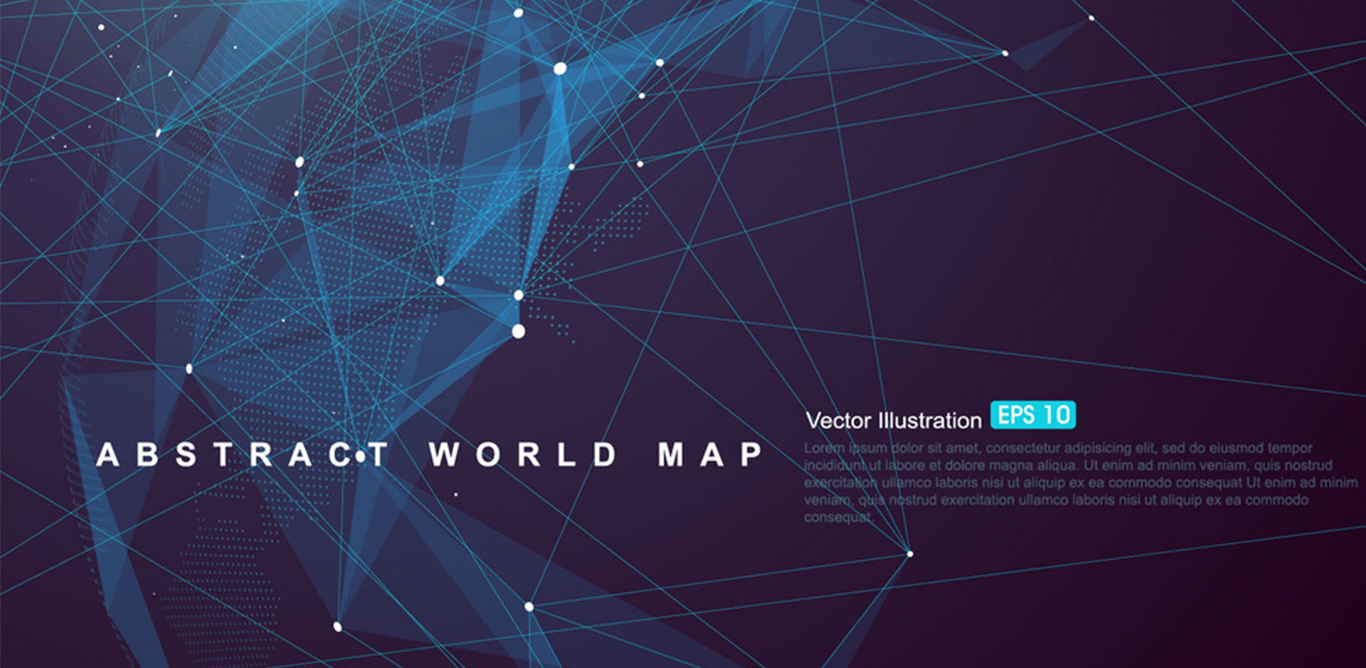 ABSTRACT WORLD MAP
Vector Illustration EPS 10
Lorem ipsum dolor sit amet, consectetur adipisicing elit, sed do eiusmod tempor
incididunt ut labore et dolore magna aliqua. Ut enim ad minim veniam, quis nostrud
exercitation ullamco laboris nisi ut aliquip ex ea commodo consequat Ut enim ad minim
veniam, quis nostrud exercitation ullamco laboris nisi ut aliquip ex ea commodo
consequat.